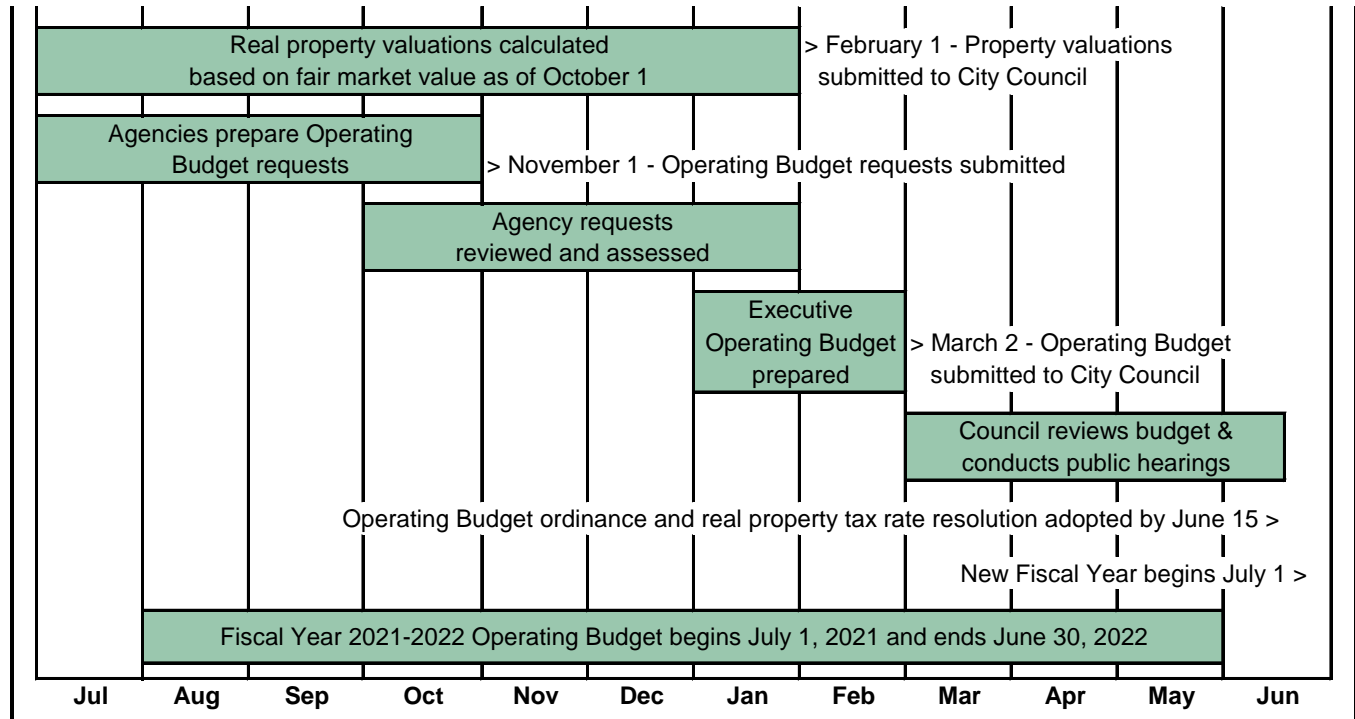 Real property valuations calculated
based on fair market value as of October 1
> February 1 - Property valuations
submitted to City Council
Agencies prepare Operating
Budget requests
> November 1 - Operating Budget requests submitted
Agency requests
reviewed and assessed
Executive
Operating Budget
prepared
> March 2 - Operating Budget
submitted to City Council
Council reviews budget &
conducts public hearings
Operating Budget ordinance and real property tax rate resolution adopted by June 15 >
New Fiscal Year begins July 1 >
Fiscal Year 2021-2022 Operating Budget begins July 1, 2021 and ends June 30, 2022
Jul Aug Sep Oct Nov Dec Jan Feb Mar Apr May Jun